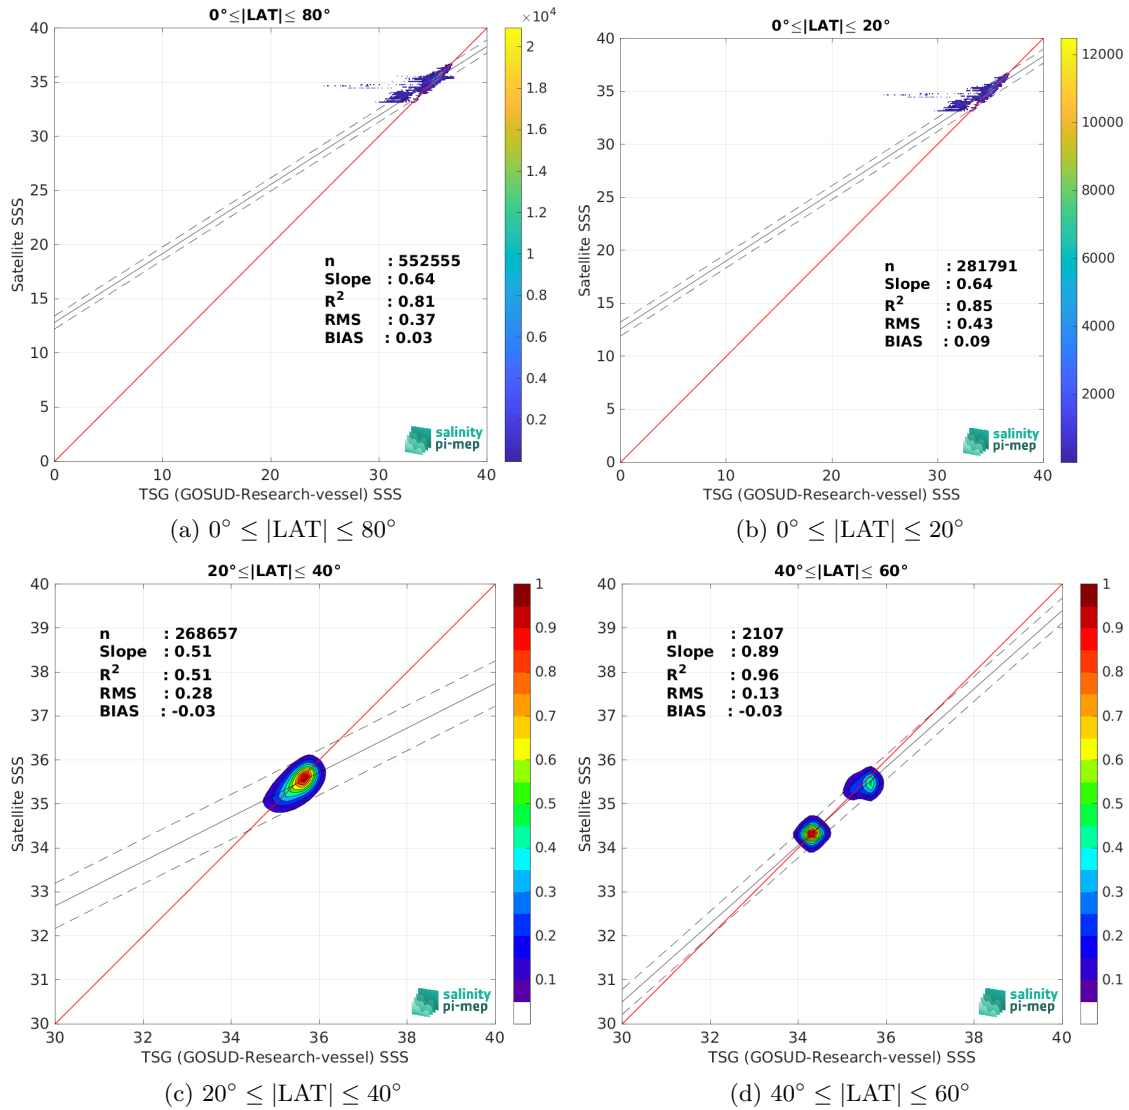 0°≤|LAT|≤ 80°
×10⁴
40
35
30
25
20
15
10
5
0
Satellite SSS
n : 552555
Slope : 0.64
R² : 0.81
RMS : 0.37
BIAS : 0.03
salinity
pi-mep
0 10 20 30 40
TSG (GOSUD-Research-vessel) SSS
2
1.8
1.6
1.4
1.2
1
0.8
0.6
0.4
0.2
(a) 0° ≤ |LAT| ≤ 80°
0°≤|LAT|≤ 20°
40
35
30
25
20
15
10
5
0
Satellite SSS
n : 281791
Slope : 0.64
R² : 0.85
RMS : 0.43
BIAS : 0.09
salinity
pi-mep
0 10 20 30 40
TSG (GOSUD-Research-vessel) SSS
12000
10000
8000
6000
4000
2000
(b) 0° ≤ |LAT| ≤ 20°
20°≤|LAT|≤ 40°
40
39
38
37
36
35
34
33
32
31
30
Satellite SSS
n : 268657
Slope : 0.51
R² : 0.51
RMS : 0.28
BIAS : -0.03
salinity
pi-mep
30 32 34 36 38 40
TSG (GOSUD-Research-vessel) SSS
1
0.9
0.8
0.7
0.6
0.5
0.4
0.3
0.2
0.1
(c) 20° ≤ |LAT| ≤ 40°
40°≤|LAT|≤ 60°
40
39
38
37
36
35
34
33
32
31
30
Satellite SSS
n : 2107
Slope : 0.89
R² : 0.96
RMS : 0.13
BIAS : -0.03
salinity
pi-mep
30 32 34 36 38 40
TSG (GOSUD-Research-vessel) SSS
1
0.9
0.8
0.7
0.6
0.5
0.4
0.3
0.2
0.1
(d) 40° ≤ |LAT| ≤ 60°